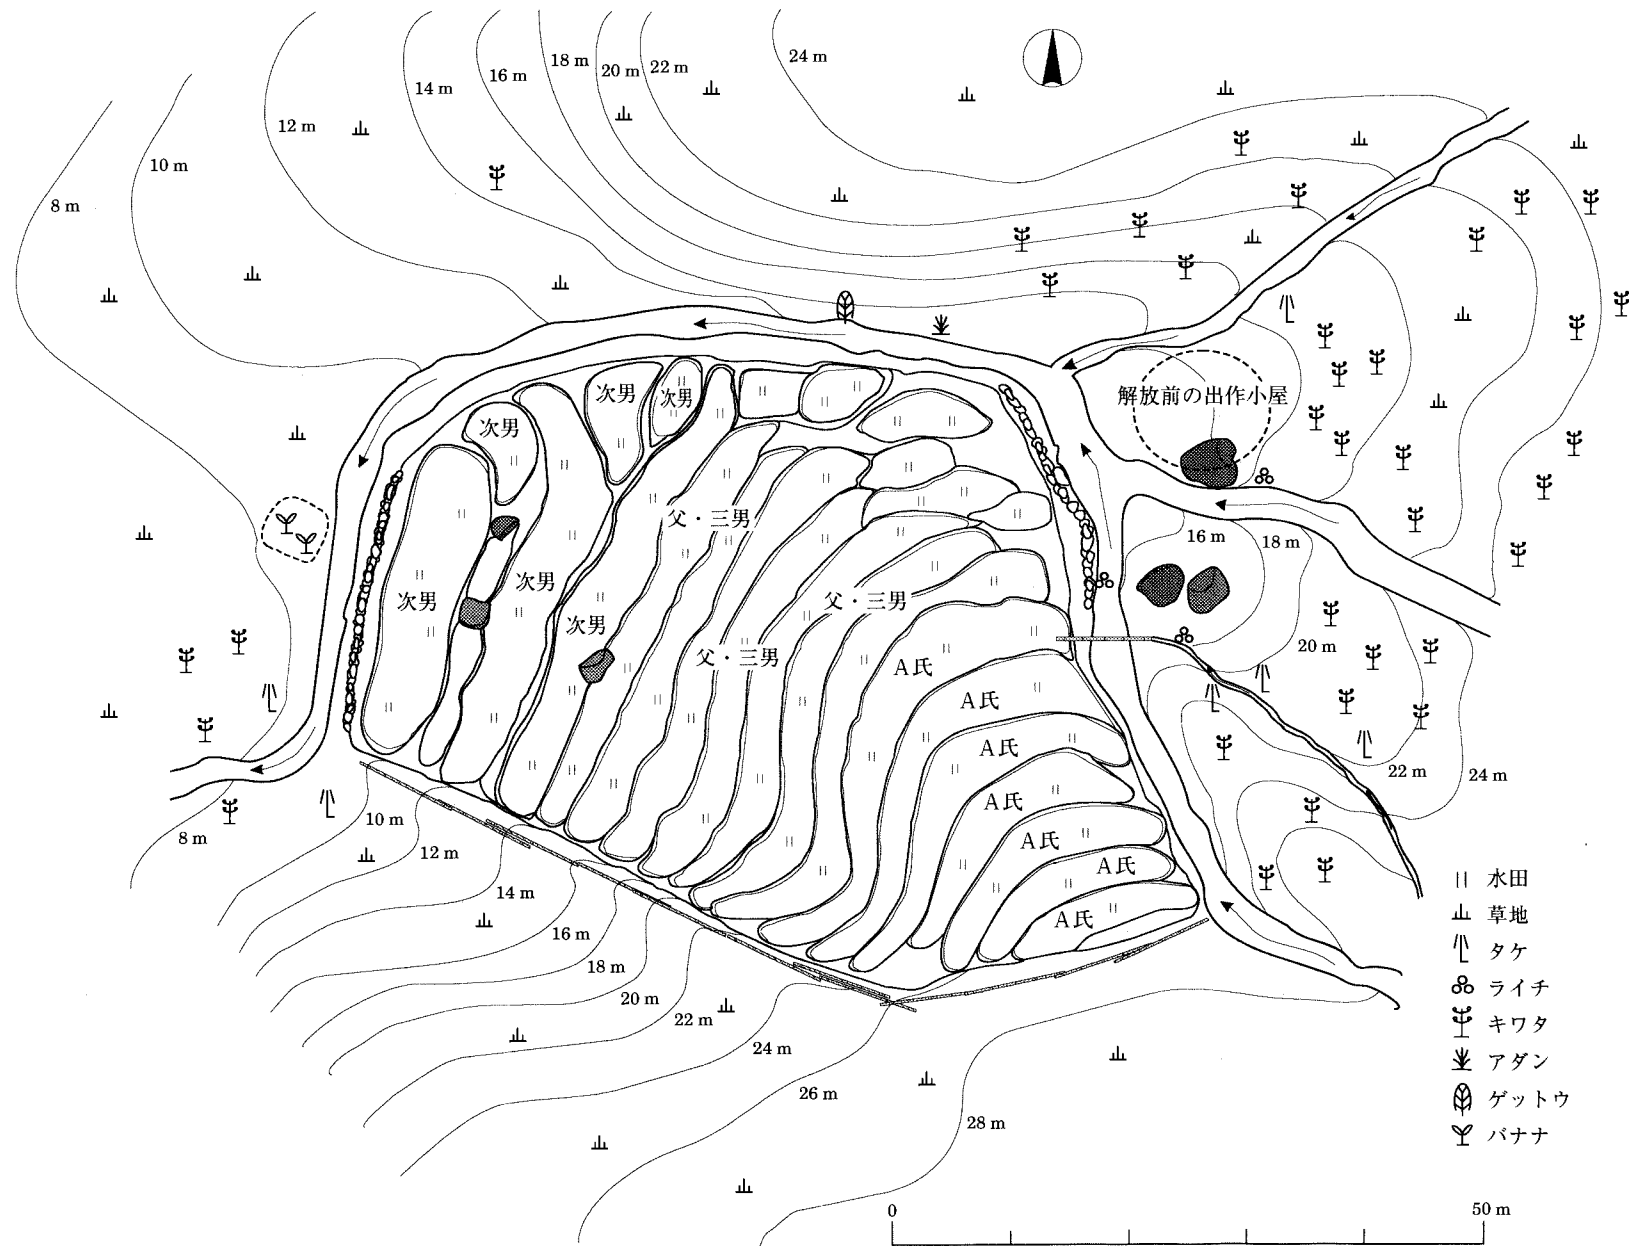 24 m
22 m
20 m
18 m
16 m
14 m
12 m
10 m
8 m
解放前の出作小屋
次男
次男
次男
父・三男
16 m
18 m
次男
次男
次男
父・三男
父・三男
20 m
A氏
A氏
A氏
22 m
24 m
A氏
A氏
A氏
A氏
8 m
10 m
12 m
14 m
16 m
18 m
20 m
22 m
24 m
26 m
28 m
水田
草地
タケ
ライチ
キワタ
アダン
ゲットウ
バナナ
0
50 m